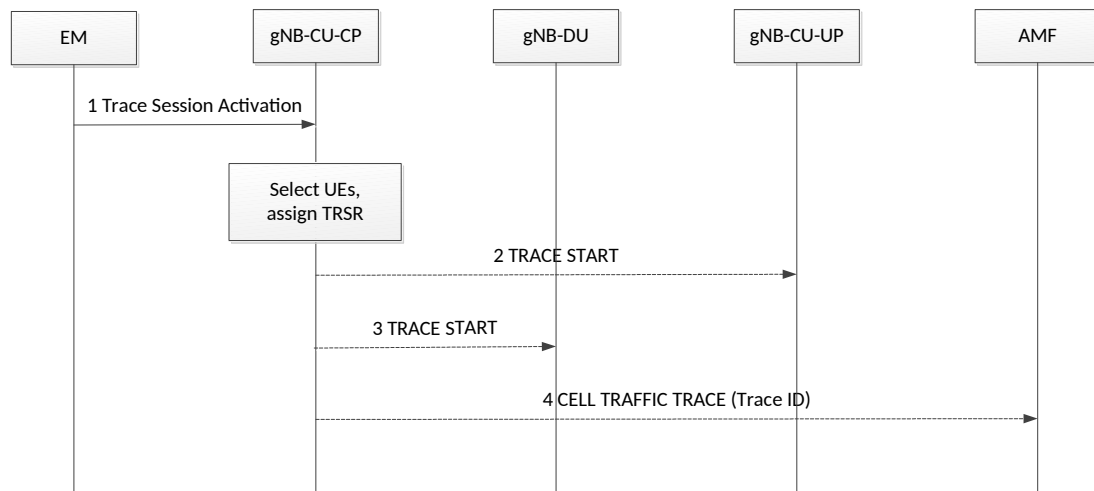 EM
gNB-CU-CP
gNB-DU
gNB-CU-UP
AMF
1 Trace Session Activation
Select UEs,
assign TRSR
2 TRACE START
3 TRACE START
4 CELL TRAFFIC TRACE (Trace ID)